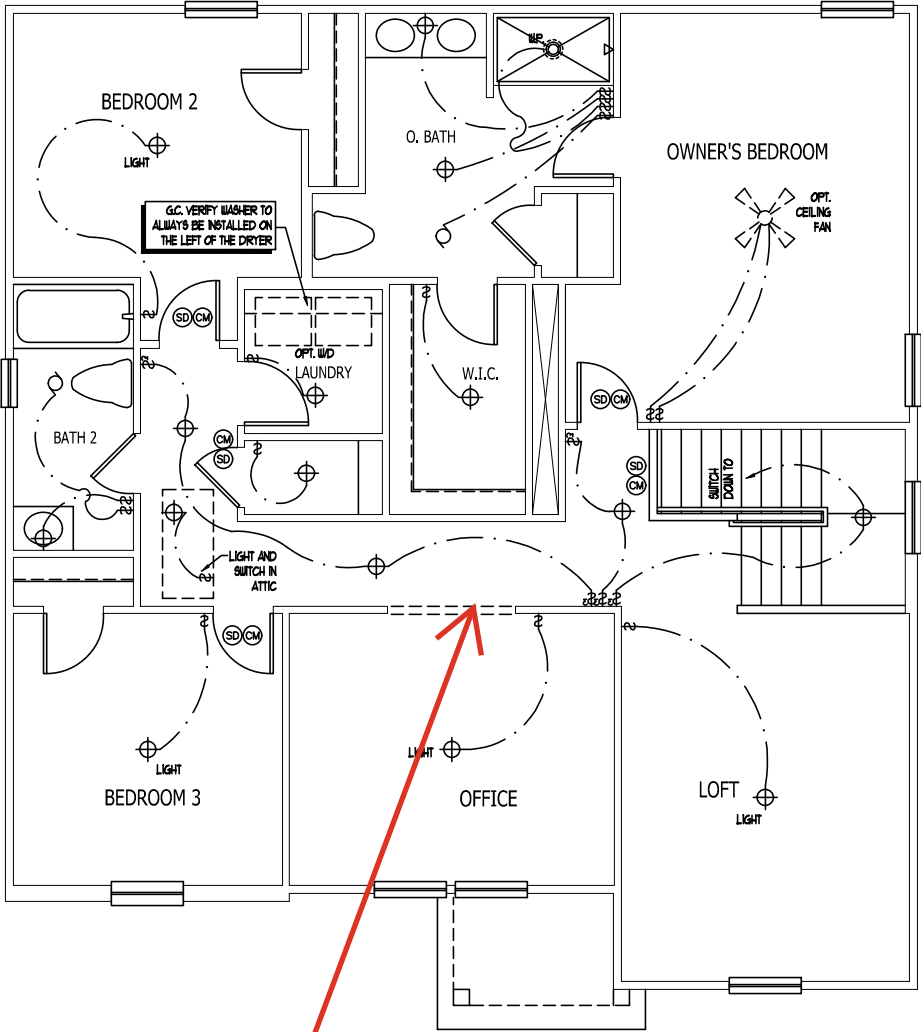 BEDROOM 2
LIGHT
W.P.
O. BATH
OWNER'S BEDROOM
OPT.
CEILING
FAN
G.C. VERIFY WASHER TO
ALWAYS BE INSTALLED ON
THE LEFT OF THE DRYER
SD CM
OPT. W/D
LAUNDRY
W.I.C.
SD CM
BATH 2
CM
SD
SD
CM
SWITCH
DOWN TO
LIGHT AND
SWITCH IN
ATTIC
SD CM
LIGHT
BEDROOM 3
LIGHT
OFFICE
LOFT
LIGHT